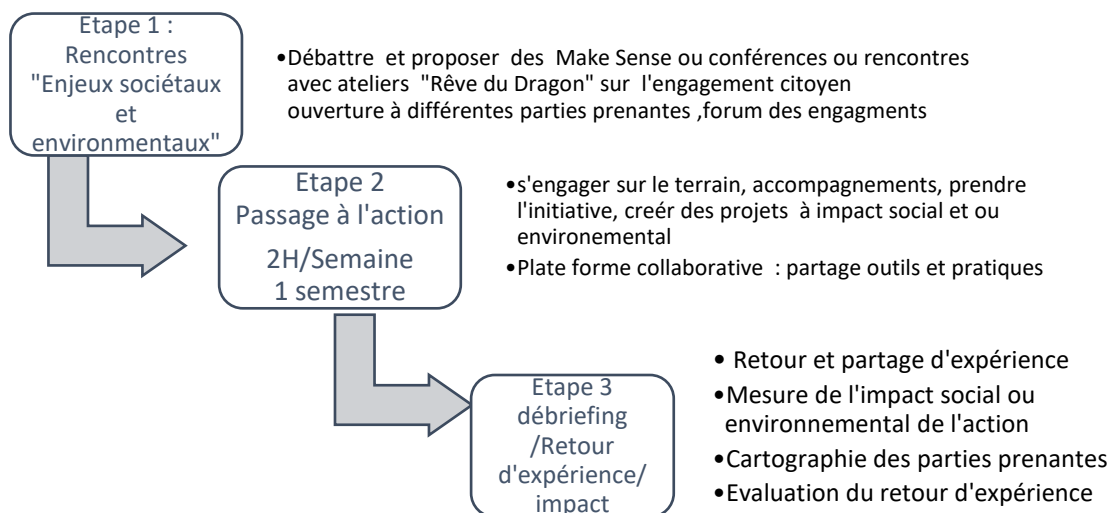 Etape 1 :
Rencontres
"Enjeux sociétaux
et
environmentaux"
•Débattre et proposer des Make Sense ou conférences ou rencontres
avec ateliers "Rêve du Dragon" sur l'engagement citoyen
ouverture à différentes parties prenantes ,forum des engagments
Etape 2
Passage à l'action
2H/Semaine
1 semestre
•s'engager sur le terrain, accompagnements, prendre
l'initiative, creér des projets à impact social et ou
environemental
•Plate forme collaborative : partage outils et pratiques
Etape 3
débriefing
/Retour
d'expérience/
impact
• Retour et partage d'expérience
•Mesure de l'impact social ou
environnemental de l'action
•Cartographie des parties prenantes
•Evaluation du retour d'expérience